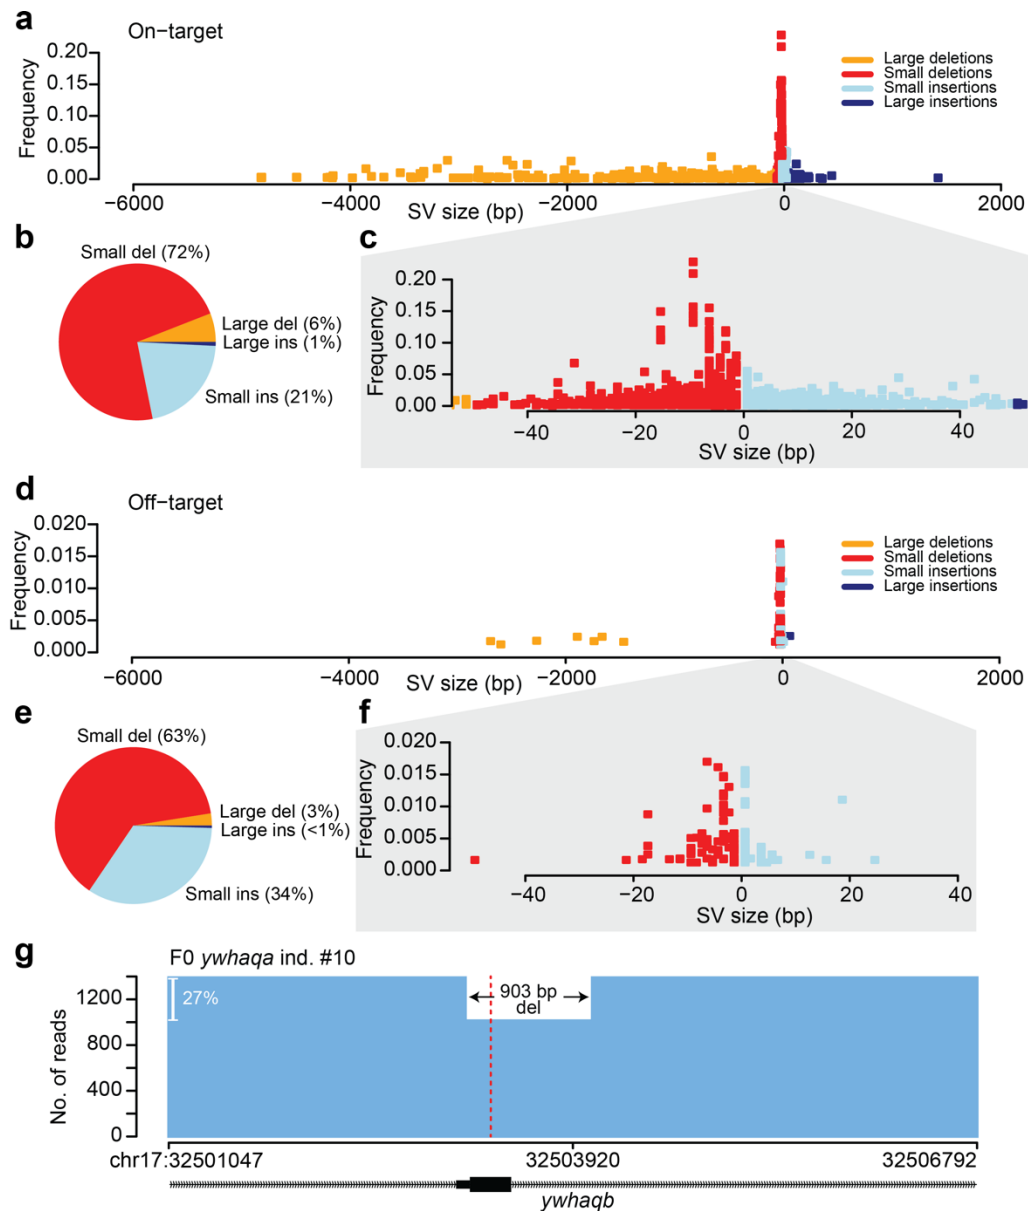 a
On−target
Frequency
0.20
0.15
0.10
0.05
0.00
Large deletions
Small deletions
Small insertions
Large insertions
−6000 −4000 −2000 0 2000
SV size (bp)
b
Small del (72%)
Large del (6%)
Large ins (1%)
Small ins (21%)
c
Frequency
0.20
0.15
0.10
0.05
0.00
−40 −20 0 20 40
SV size (bp)
d
Off−target
Frequency
0.020
0.015
0.010
0.005
0.000
Large deletions
Small deletions
Small insertions
Large insertions
−6000 −4000 −2000 0 2000
SV size (bp)
e
Small del (63%)
Large del (3%)
Large ins (<1%)
Small ins (34%)
f
Frequency
0.020
0.015
0.010
0.005
0.000
−40 −20 0 20 40
SV size (bp)
g
F0 ywhaqa ind. #10
No. of reads
1200
800
400
0
27%
903 bp
del
chr17:32501047 32503920 32506792
ywhaqb